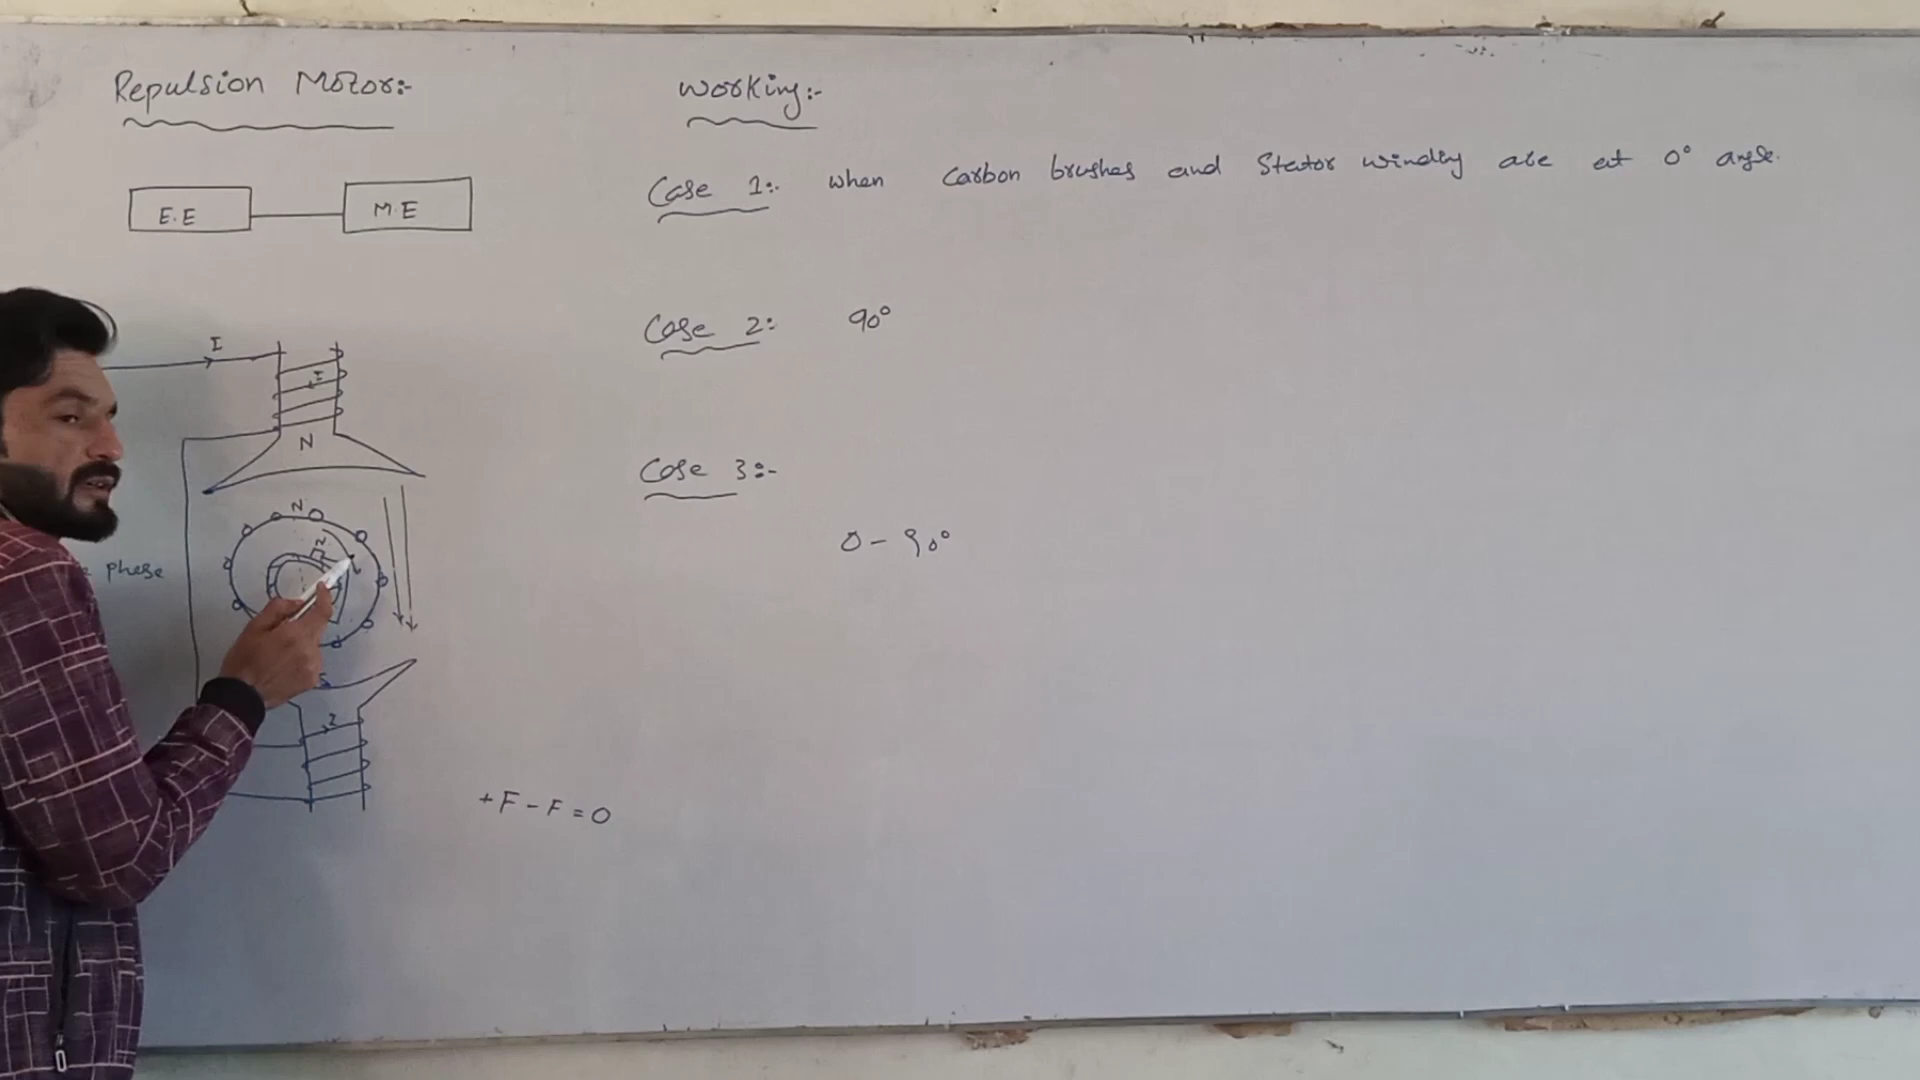 Repulsion Motor:-
Working:-
E.E
M.E
Case 1:- when Carbon brushes and Stator winding are at 0° angle.
Case 2: 90°
I
I
N
Case 3:-
N
0 - 90°
phase
S
I
+F - F = 0